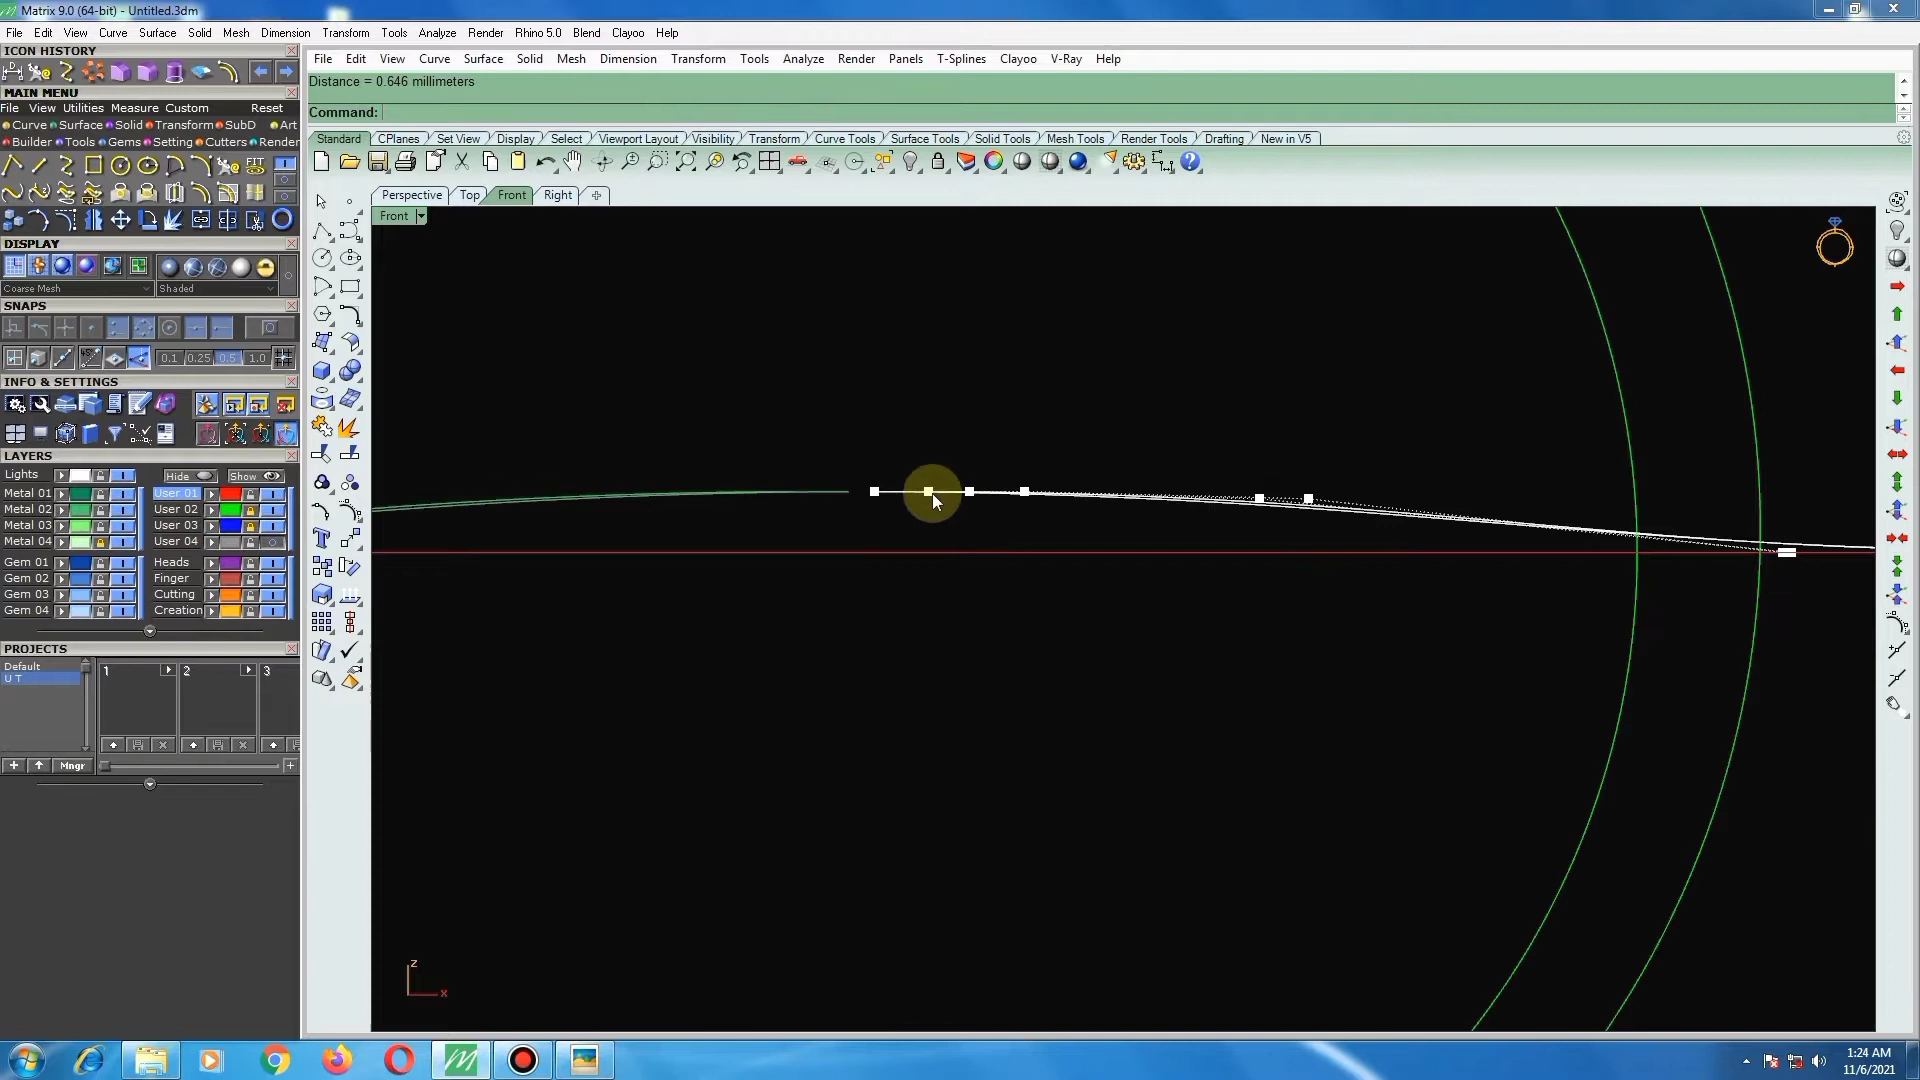 Matrix 9.0 (64-bit) - Untitled.3dm
File Edit View Curve Surface Solid Mesh Dimension Transform Tools Analyze Render Rhino 5.0 Blend Clayoo Help
ICON HISTORY
MAIN MENU
File View Utilities Measure Custom Reset
Curve Surface Solid Transform SubD Art
Builder Tools Gems Setting Cutters Render
FIT
DISPLAY
Coarse Mesh Shaded
SNAPS
0.1 0.25 0.5 1.0
INFO & SETTINGS
LAYERS
Lights Hide Show
Metal 01 User 01
Metal 02 User 02
Metal 03 User 03
Metal 04 User 04
Gem 01 Heads
Gem 02 Finger
Gem 03 Cutting
Gem 04 Creation
PROJECTS
Default
U T
1 2 3
Mngr
File Edit View Curve Surface Solid Mesh Dimension Transform Tools Analyze Render Panels T-Splines Clayoo V-Ray Help
Distance = 0.646 millimeters
Command:
Standard CPlanes Set View Display Select Viewport Layout Visibility Transform Curve Tools Surface Tools Solid Tools Mesh Tools Render Tools Drafting New in V5
Perspective Top Front Right
Front
z
x
1:24 AM
11/6/2021